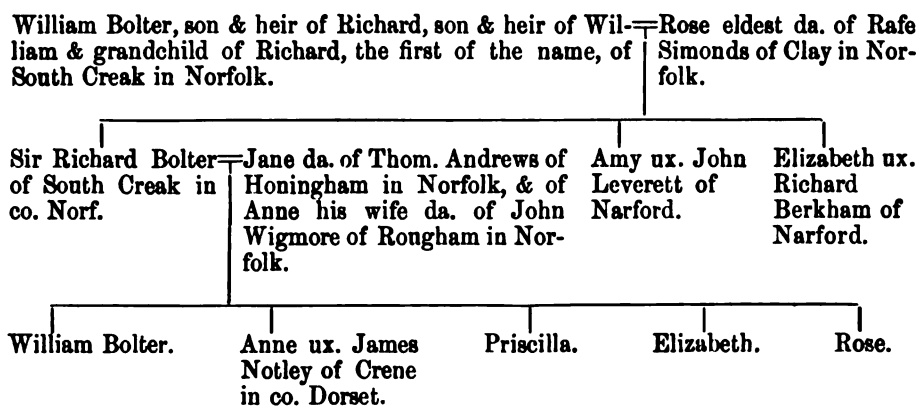 William Bolter, son & heir of Richard, son & heir of Wil-
liam & grandchild of Richard, the first of the name, of
South Creak in Norfolk.
Rose eldest da. of Rafe
Simonds of Clay in Nor-
folk.
Sir Richard Bolter
of South Creak in
co. Norf.
Jane da. of Thom. Andrews of
Honingham in Norfolk, & of
Anne his wife da. of John
Wigmore of Rougham in Nor-
folk.
Amy ux. John
Leverett of
Narford.
Elizabeth ux.
Richard
Berkham of
Narford.
William Bolter.
Anne ux. James
Notley of Crene
in co. Dorset.
Priscilla.
Elizabeth.
Rose.